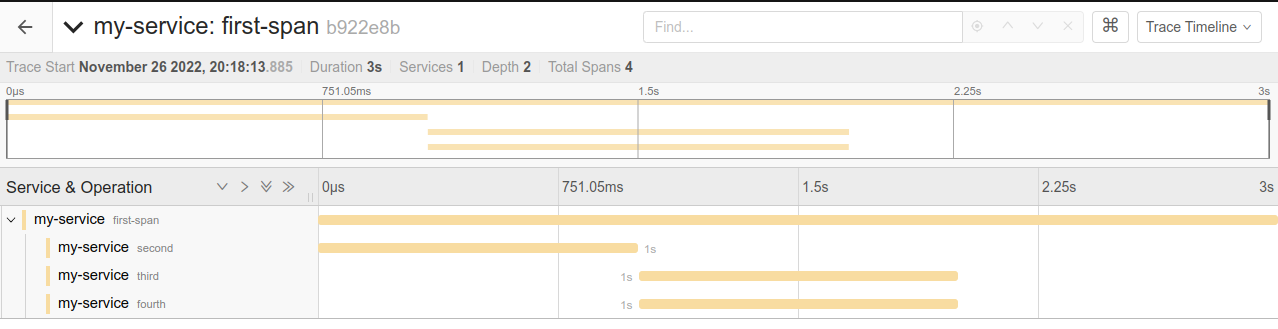 my-service: first-span b922e8b Find... ⌘ Trace Timeline
Trace Start November 26 2022, 20:18:13.885 Duration 3s Services 1 Depth 2 Total Spans 4
0μs 751.05ms 1.5s 2.25s 3s
Service & Operation 0μs 751.05ms 1.5s 2.25s 3s
my-service first-span
my-service second 1s
my-service third 1s
my-service fourth 1s